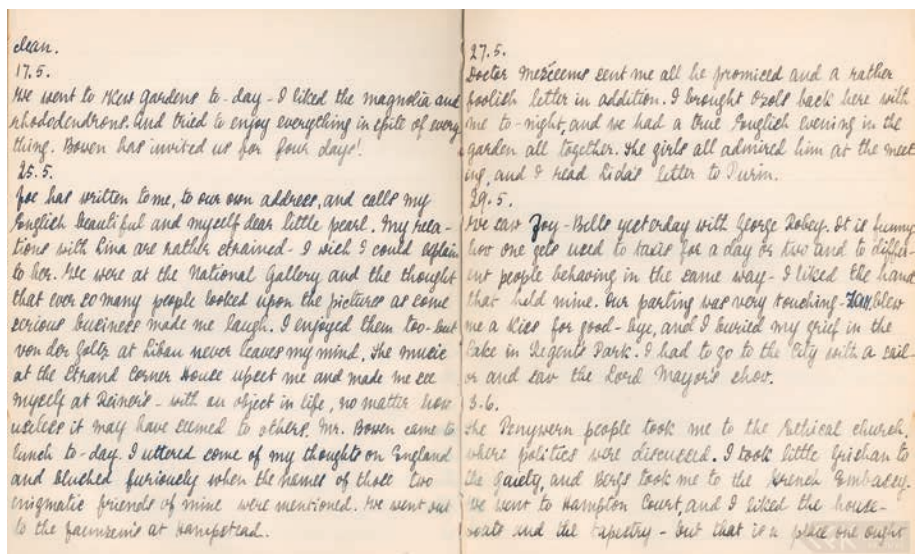 clean.
17.5.
We went to Kew Gardens to-day - I liked the magnolia and
rhododendrons. And tried to enjoy everything in spite of every
thing. Bowen has invited us for four days!
25.5.
Joe has written to me, to our own address, and calls my
English beautiful and myself dear little pearl. My rela-
tions with Lina are rather strained - I wish I could explain
to her. We were at the National Gallery and the thought
that ever so many people looked upon the pictures as some
serious business made me laugh. I enjoyed them too - but
von der Goltz at Libau never leaves my mind. The music
at the Strand Corner House upset me and made me see
myself at Reiner's - with an object in life, no matter how
useless it may have seemed to others. Mr. Bowen came to
lunch to-day. I uttered some of my thoughts on England
and blushed furiously when the names of those two
enigmatic friends of mine were mentioned. We went out
to the at Hampstead.
27.5.
Doctor sent me all he promised and a rather
foolish letter in addition. I brought Ozols back here with
me to-night, and we had a true English evening in the
garden all together. The girls all admired him at the meet
ing, and I read Lida's letter to Purin.
29.5.
We saw Joy-Bells yesterday with George Robey. It is funny
how one gets used to taxis for a day or two and to differ-
ent people behaving in the same way - I liked the hand
that held mine. Our parting was very touching - blew
me a kiss for good-bye, and I buried my grief in the
lake in Regent's Park. I had to go to the City with a sail-
or and saw the Lord Mayor's show.
3.6.
The Penywern people took me to the Ethical church,
where politics were discussed. I took little Grishan to
the Gaiety, and Bergs took me to the French Embassy.
We went to Hampton Court, and I liked the house-
boats and the tapestry - but that is a place one ought